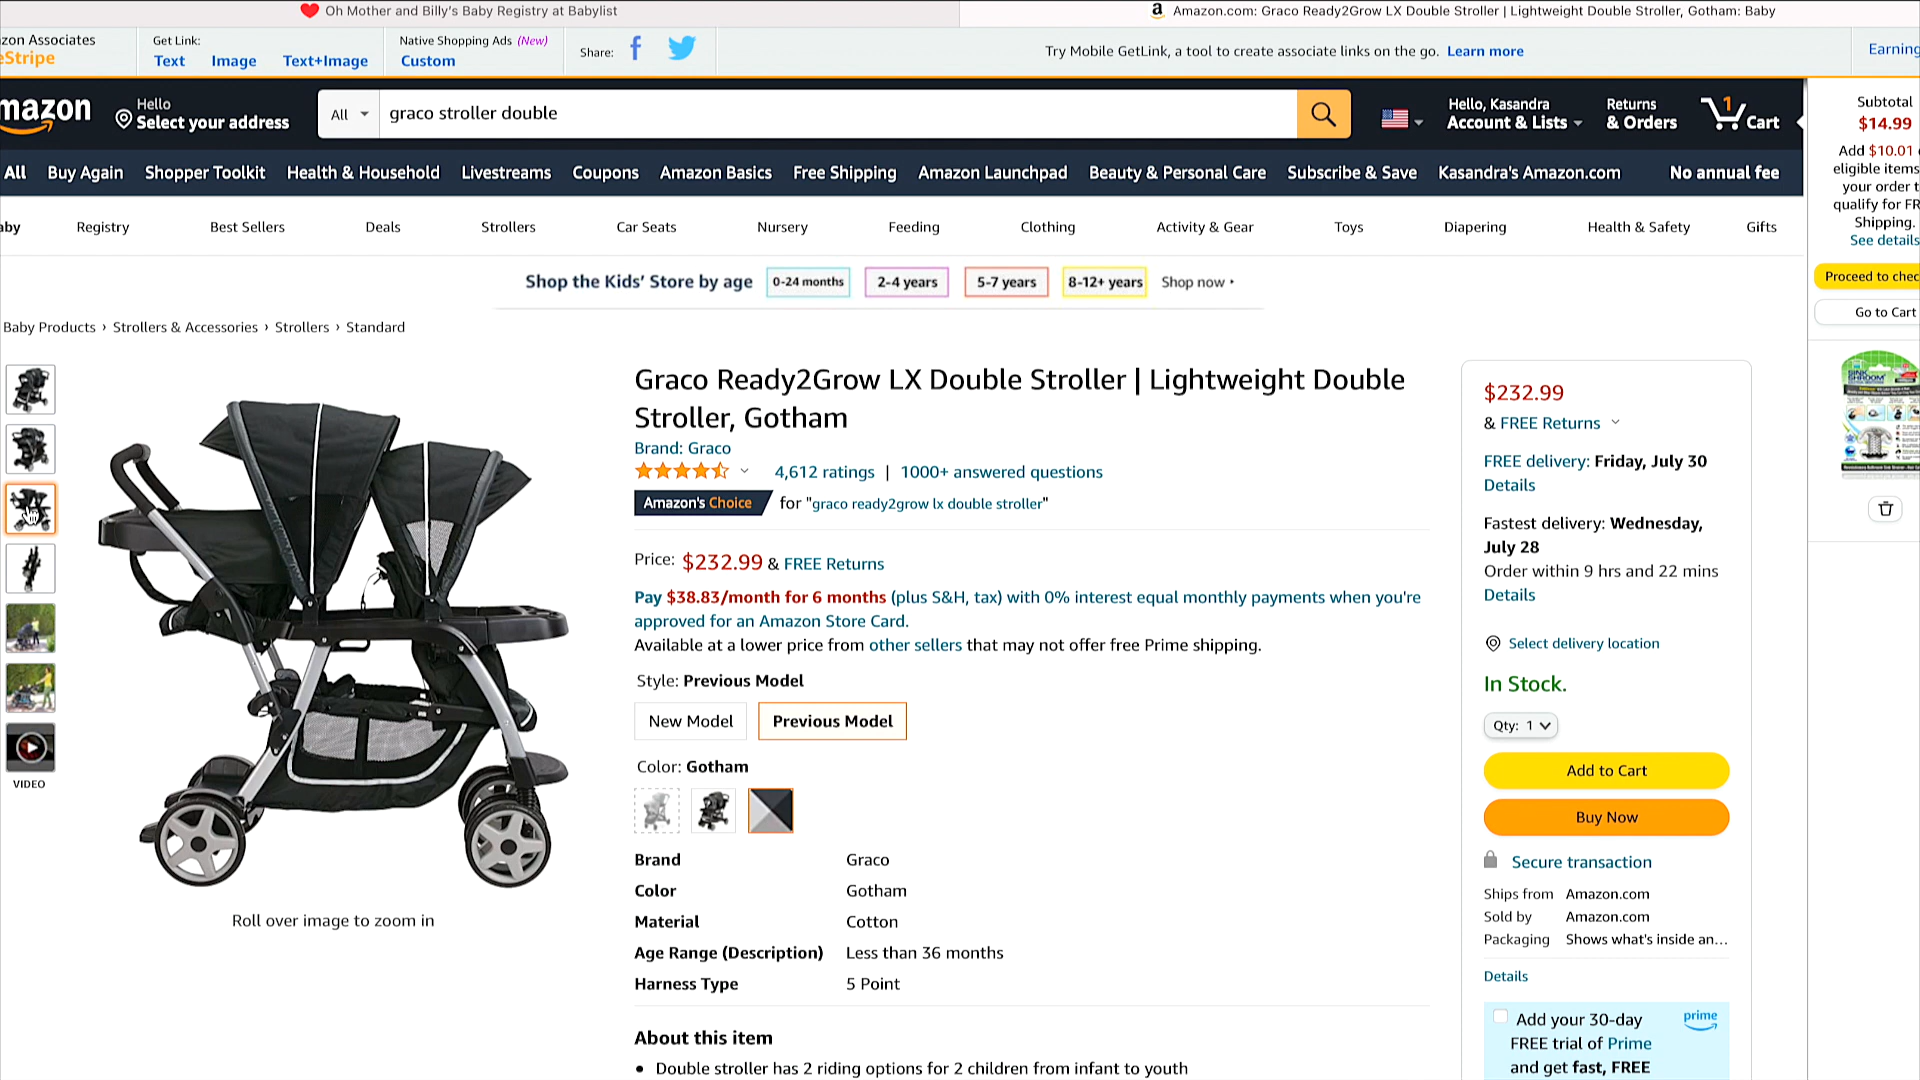 Oh Mother and Billy's Baby Registry at Babylist
Amazon.com: Graco Ready2Grow LX Double Stroller | Lightweight Double Stroller, Gotham: Baby
zon Associates
eStripe
Get Link:
Text Image Text+Image
Native Shopping Ads (New)
Custom
Share:
Try Mobile GetLink, a tool to create associate links on the go. Learn more
Earning
mazon
Hello
Select your address
All
graco stroller double
Hello, Kasandra
Account & Lists
Returns
& Orders
1
Cart
All Buy Again Shopper Toolkit Health & Household Livestreams Coupons Amazon Basics Free Shipping Amazon Launchpad Beauty & Personal Care Subscribe & Save Kasandra's Amazon.com No annual fee
aby Registry Best Sellers Deals Strollers Car Seats Nursery Feeding Clothing Activity & Gear Toys Diapering Health & Safety Gifts
Shop the Kids' Store by age 0-24 months 2-4 years 5-7 years 8-12+ years Shop now
Baby Products › Strollers & Accessories › Strollers › Standard
VIDEO
Roll over image to zoom in
Graco Ready2Grow LX Double Stroller | Lightweight Double
Stroller, Gotham
Brand: Graco
4,612 ratings | 1000+ answered questions
Amazon's Choice for "graco ready2grow lx double stroller"
Price: $232.99 & FREE Returns
Pay $38.83/month for 6 months (plus S&H, tax) with 0% interest equal monthly payments when you're
approved for an Amazon Store Card.
Available at a lower price from other sellers that may not offer free Prime shipping.
Style: Previous Model
New Model Previous Model
Color: Gotham
Brand Graco
Color Gotham
Material Cotton
Age Range (Description) Less than 36 months
Harness Type 5 Point
About this item
• Double stroller has 2 riding options for 2 children from infant to youth
$232.99
& FREE Returns
FREE delivery: Friday, July 30
Details
Fastest delivery: Wednesday,
July 28
Order within 9 hrs and 22 mins
Details
Select delivery location
In Stock.
Qty: 1
Add to Cart
Buy Now
Secure transaction
Ships from Amazon.com
Sold by Amazon.com
Packaging Shows what's inside an...
Details
Add your 30-day
FREE trial of Prime
and get fast, FREE
prime
Subtotal
$14.99
Add $10.01 o
eligible items
your order t
qualify for FR
Shipping.
See details
Proceed to chec
Go to Cart
SINK
SHROOM